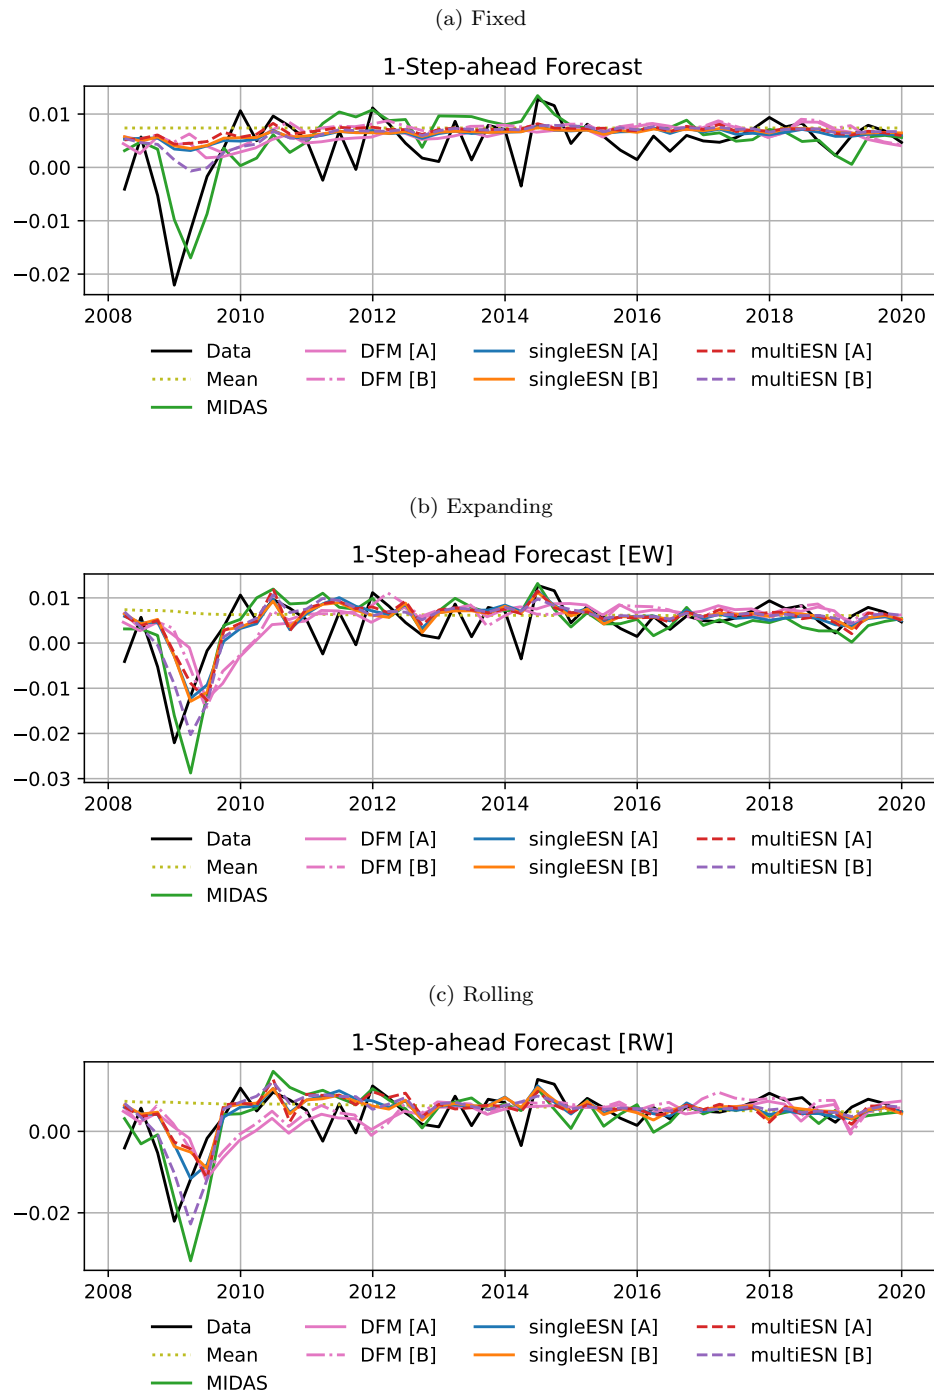 (a) Fixed
1-Step-ahead Forecast
0.01
0.00
−0.01
−0.02
2008 2010 2012 2014 2016 2018 2020
Data DFM [A] singleESN [A] multiESN [A]
Mean DFM [B] singleESN [B] multiESN [B]
MIDAS
(b) Expanding
1-Step-ahead Forecast [EW]
0.01
0.00
−0.01
−0.02
−0.03
2008 2010 2012 2014 2016 2018 2020
Data DFM [A] singleESN [A] multiESN [A]
Mean DFM [B] singleESN [B] multiESN [B]
MIDAS
(c) Rolling
1-Step-ahead Forecast [RW]
0.00
−0.02
2008 2010 2012 2014 2016 2018 2020
Data DFM [A] singleESN [A] multiESN [A]
Mean DFM [B] singleESN [B] multiESN [B]
MIDAS